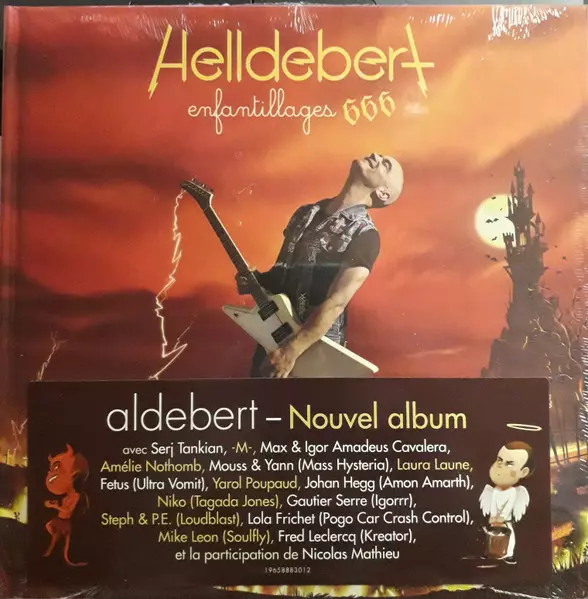 Helldebert
enfantillages 666
aldebert – Nouvel album
avec Serj Tankian, -M-, Max & Igor Amadeus Cavalera,
Amélie Nothomb, Mouss & Yann (Mass Hysteria), Laura Laune,
Fetus (Ultra Vomit), Yarol Poupaud, Johan Hegg (Amon Amarth),
Niko (Tagada Jones), Gautier Serre (Igorrr),
Steph & P.E. (Loudblast), Lola Frichet (Pogo Car Crash Control),
Mike Leon (Soulfly), Fred Leclercq (Kreator),
et la participation de Nicolas Mathieu
19658883012